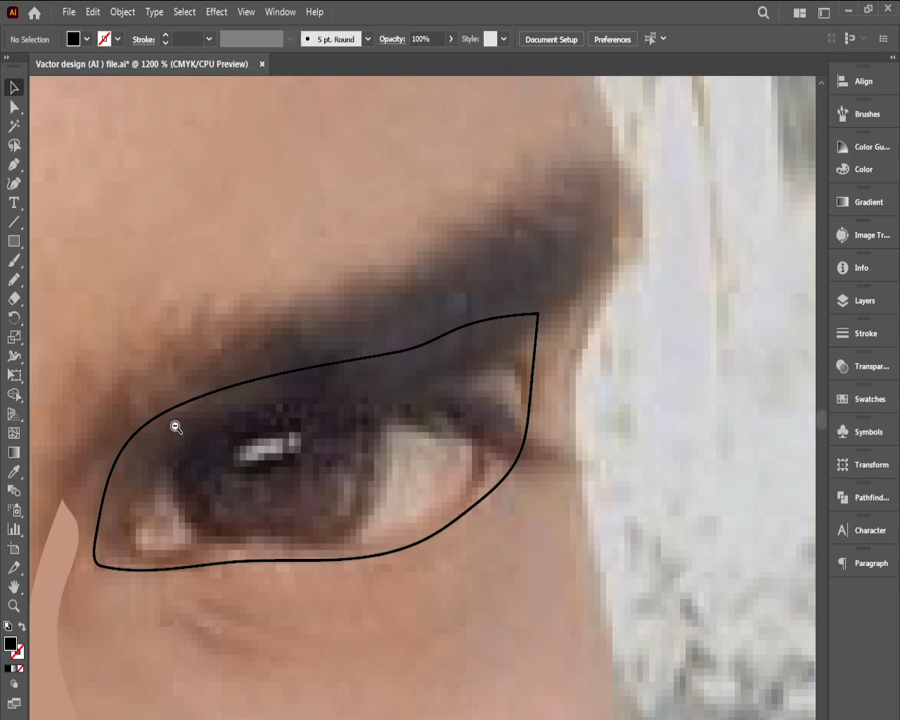 Ai File Edit Object Type Select Effect View Window Help
No Selection Stroke: 5 pt. Round Opacity: 100% Style: Document Setup Preferences
Vactor design (AI ) file.ai* @ 1200 % (CMYK/CPU Preview)
Align
Brushes
Color Gu...
Color
Gradient
Image Tr...
Info
Layers
Stroke
Transpar...
Swatches
Symbols
Transform
Pathfind...
Character
Paragraph